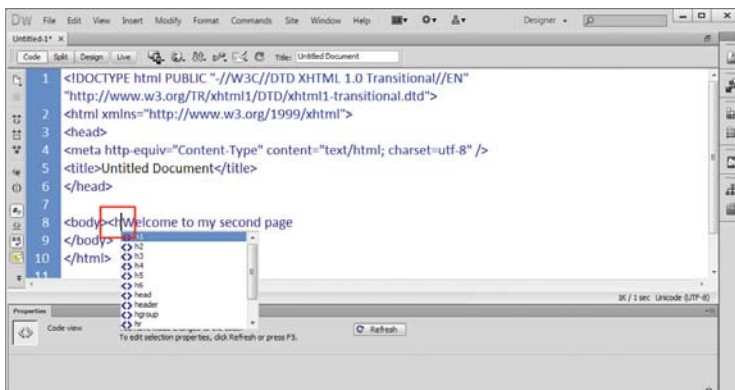 DW File Edit View Insert Modify Format Commands Site Window Help Designer
Untitled-1* ×
Code Split Design Live Title: Untitled Document
1 <!DOCTYPE html PUBLIC "-//W3C//DTD XHTML 1.0 Transitional//EN"
"http://www.w3.org/TR/xhtml1/DTD/xhtml1-transitional.dtd">
2 <html xmlns="http://www.w3.org/1999/xhtml">
3 <head>
4 <meta http-equiv="Content-Type" content="text/html; charset=utf-8" />
5 <title>Untitled Document</title>
6 </head>
7
8 <body><hWelcome to my second page
9 </body>
10 </html>
11
h1
h2
h3
h4
h5
h6
head
header
hgroup
hr
1K / 1 sec Unicode (UTF-8)
Properties
Code view
To edit selection properties, click Refresh or press F5.
Refresh